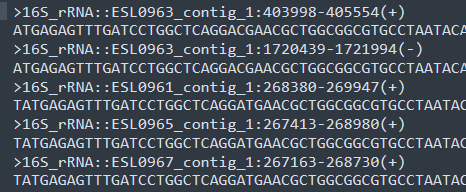 >16S_rRNA::ESL0963_contig_1:403998-405554(+)
ATGAGAGTTTGATCCTGGCTCAGGACGAACGCTGGCGGCGTGCCTAATACA
>16S_rRNA::ESL0963_contig_1:1720439-1721994(-)
ATGAGAGTTTGATCCTGGCTCAGGACGAACGCTGGCGGCGTGCCTAATACA
>16S_rRNA::ESL0961_contig_1:268380-269947(+)
TATGAGAGTTTGATCCTGGCTCAGGATGAACGCTGGCGGCGTGCCTAATAC
>16S_rRNA::ESL0965_contig_1:267413-268980(+)
TATGAGAGTTTGATCCTGGCTCAGGATGAACGCTGGCGGCGTGCCTAATAC
>16S_rRNA::ESL0967_contig_1:267163-268730(+)
TATGAGAGTTTGATCCTGGCTCAGGATGAACGCTGGCGGCGTGCCTAATAC